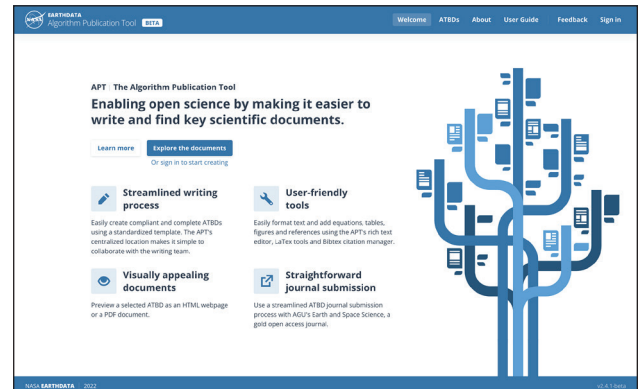 NASA
EARTHDATA
Algorithm Publication Tool BETA
Welcome ATBDs About User Guide Feedback Sign in
APT | The Algorithm Publication Tool
Enabling open science by making it easier to
write and find key scientific documents.
Learn more Explore the documents
Or sign in to start creating
Streamlined writing
process
Easily create compliant and complete ATBDs
using a standardized template. The APT's
centralized location makes it simple to
collaborate with the writing team.
User-friendly
tools
Easily format text and add equations, tables,
figures and references using the APT's rich text
editor, LaTex tools and Bibtex citation manager.
Visually appealing
documents
Preview a selected ATBD as an HTML webpage
or a PDF document.
Straightforward
journal submission
Use a streamlined ATBD journal submission
process with AGU's Earth and Space Science, a
gold open access journal.
NASA EARTHDATA | 2022
v2.4.1-beta